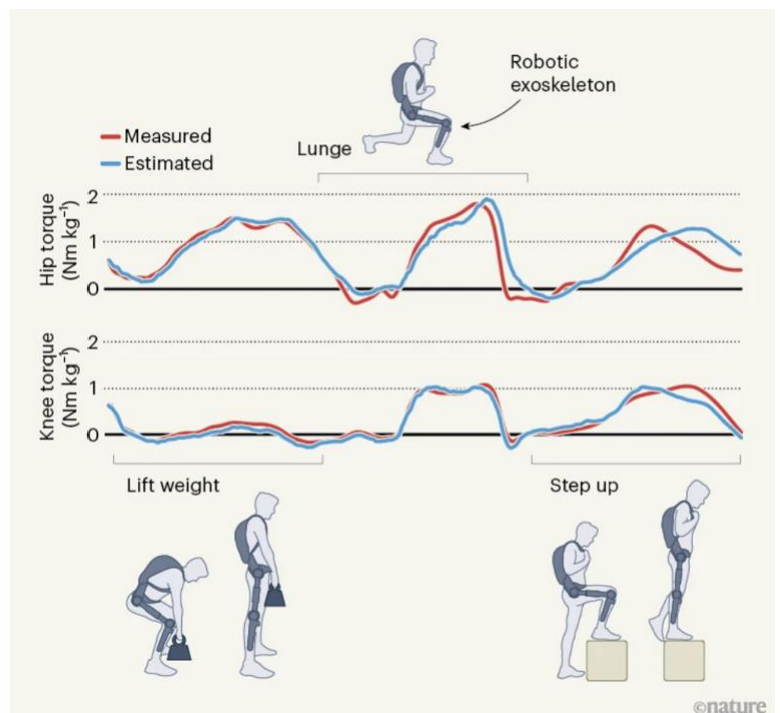 Robotic
exoskeleton
Measured
Estimated
Lunge
Hip torque
(Nm kg⁻¹)
2
1
0
Knee torque
(Nm kg⁻¹)
2
1
0
Lift weight
Step up
©nature